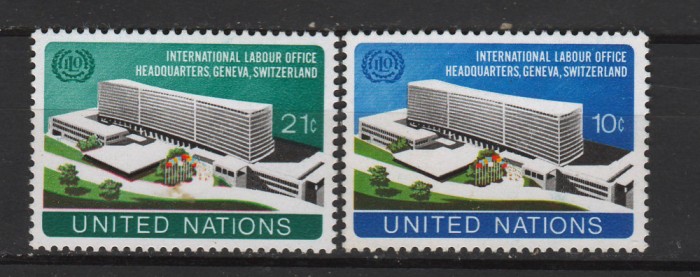 ILO
INTERNATIONAL LABOUR OFFICE
HEADQUARTERS, GENEVA, SWITZERLAND
21c
UNITED NATIONS
ILO
INTERNATIONAL LABOUR OFFICE
HEADQUARTERS, GENEVA, SWITZERLAND
10c
UNITED NATIONS